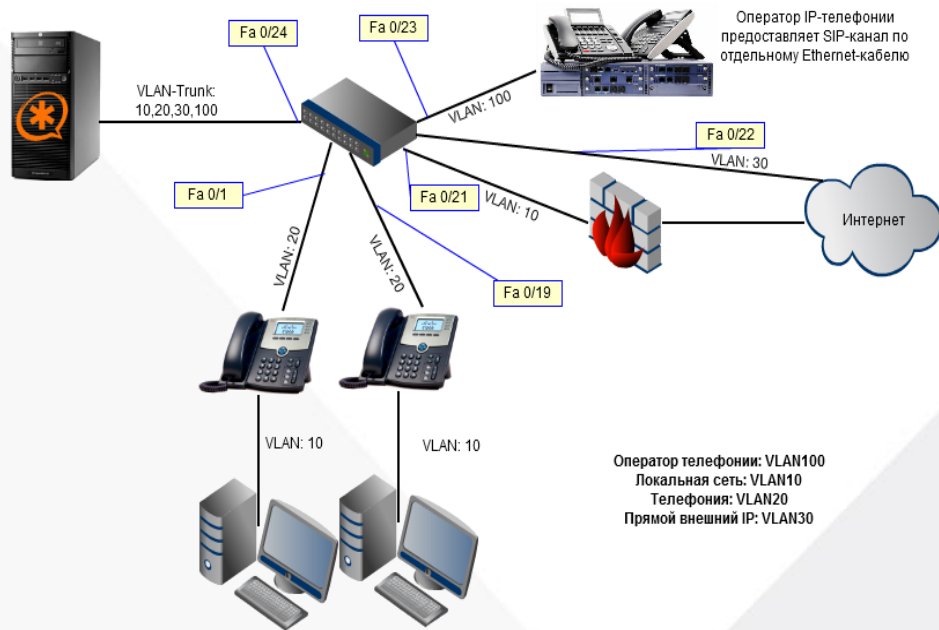 Fa 0/24
Fa 0/23
Оператор IP-телефонии
предоставляет SIP-канал по
отдельному Ethernet-кабелю
VLAN-Trunk:
10,20,30,100
VLAN: 100
Fa 0/22
VLAN: 30
Fa 0/1
Fa 0/21
VLAN: 10
Интернет
VLAN: 20
VLAN: 20
Fa 0/19
VLAN: 10
VLAN: 10
Оператор телефонии: VLAN100
Локальная сеть: VLAN10
Телефония: VLAN20
Прямой внешний IP: VLAN30